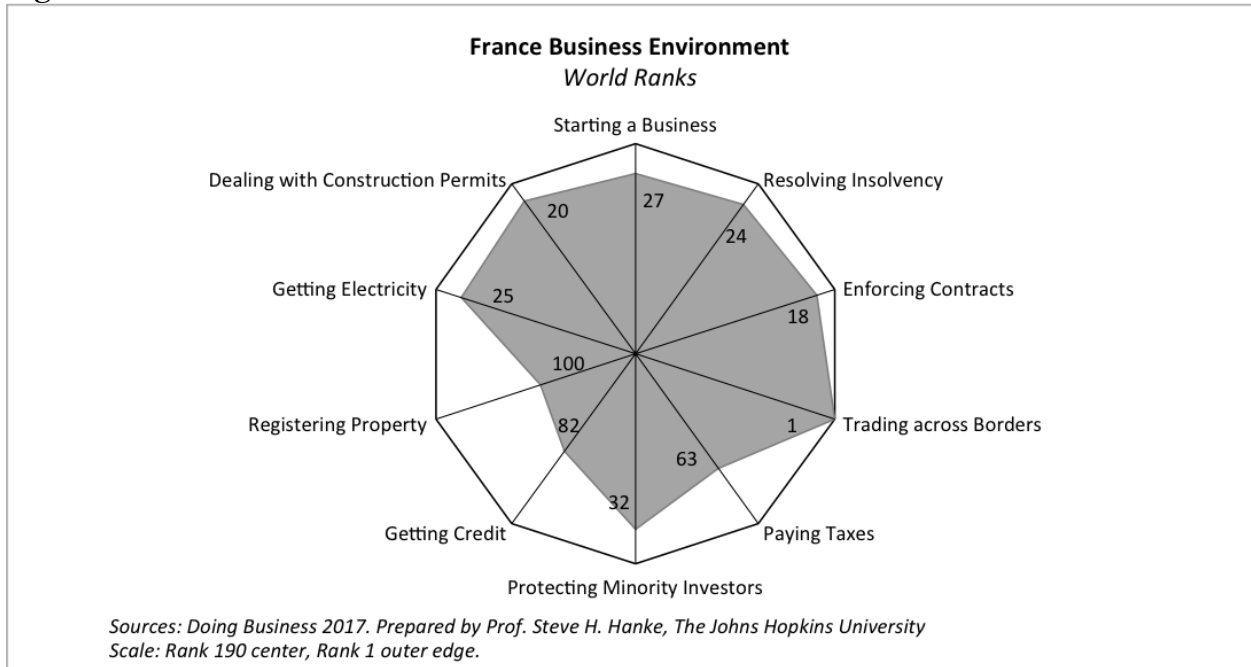 France Business Environment
World Ranks
Starting a Business
Dealing with Construction Permits
Resolving Insolvency
20
27
24
Getting Electricity
25
Enforcing Contracts
18
100
Registering Property
82
1
Trading across Borders
63
32
Getting Credit
Paying Taxes
Protecting Minority Investors
Sources: Doing Business 2017. Prepared by Prof. Steve H. Hanke, The Johns Hopkins University
Scale: Rank 190 center, Rank 1 outer edge.